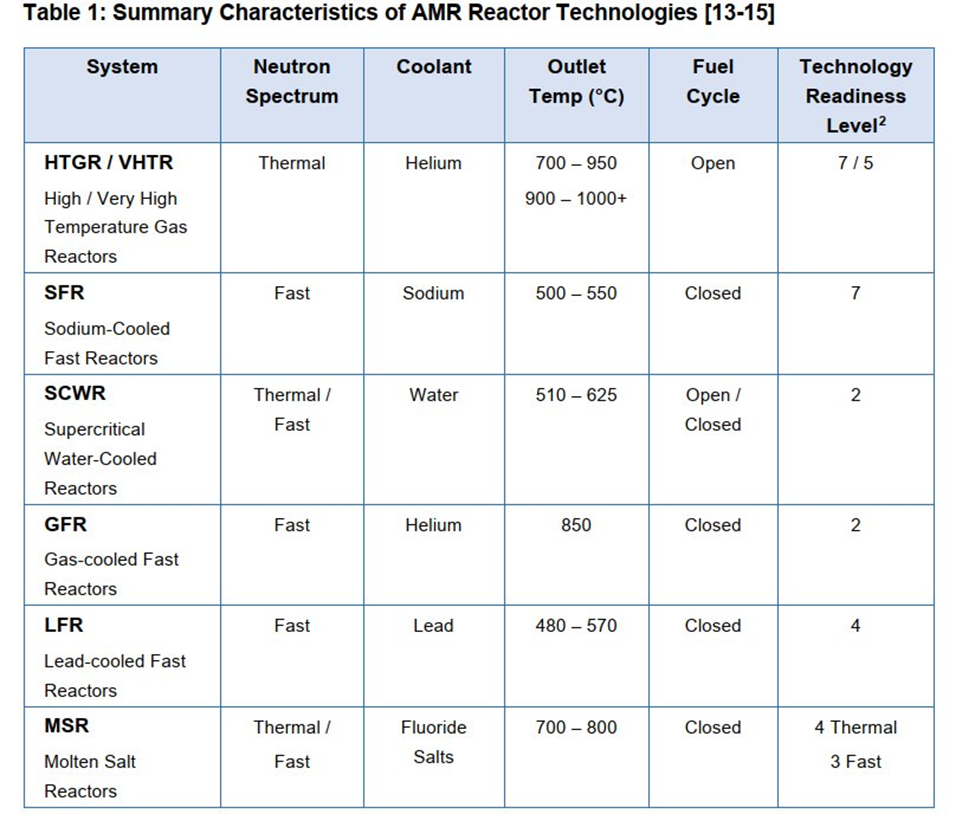 Table 1: Summary Characteristics of AMR Reactor Technologies [13-15]
System
Neutron
Spectrum
Coolant
Outlet
Temp (°C)
Fuel
Cycle
Technology
Readiness
Level²
HTGR / VHTR
High / Very High
Temperature Gas
Reactors
Thermal
Helium
700 – 950
900 – 1000+
Open
7 / 5
SFR
Sodium-Cooled
Fast Reactors
Fast
Sodium
500 – 550
Closed
7
SCWR
Supercritical
Water-Cooled
Reactors
Thermal /
Fast
Water
510 – 625
Open /
Closed
2
GFR
Gas-cooled Fast
Reactors
Fast
Helium
850
Closed
2
LFR
Lead-cooled Fast
Reactors
Fast
Lead
480 – 570
Closed
4
MSR
Molten Salt
Reactors
Thermal /
Fast
Fluoride
Salts
700 – 800
Closed
4 Thermal
3 Fast